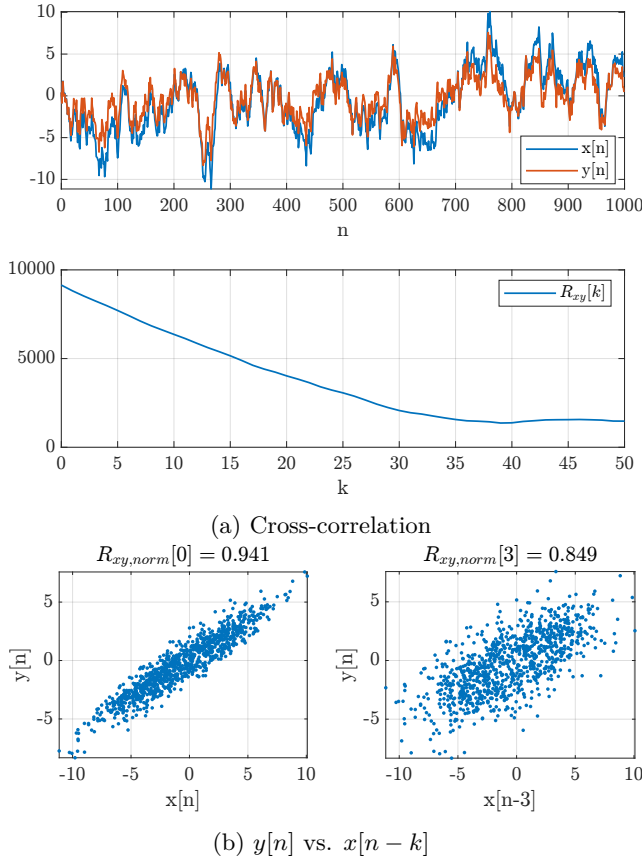 10
5
0
-5
-10
0 100 200 300 400 500 600 700 800 900 1000
n
x[n]
y[n]
10000
5000
0
0 5 10 15 20 25 30 35 40 45 50
k
R_{xy}[k]
(a) Cross-correlation
R_{xy,norm}[0] = 0.941
5
0
-5
y[n]
-10 -5 0 5 10
x[n]
R_{xy,norm}[3] = 0.849
5
0
-5
y[n]
-10 -5 0 5 10
x[n-3]
(b) y[n] vs. x[n − k]